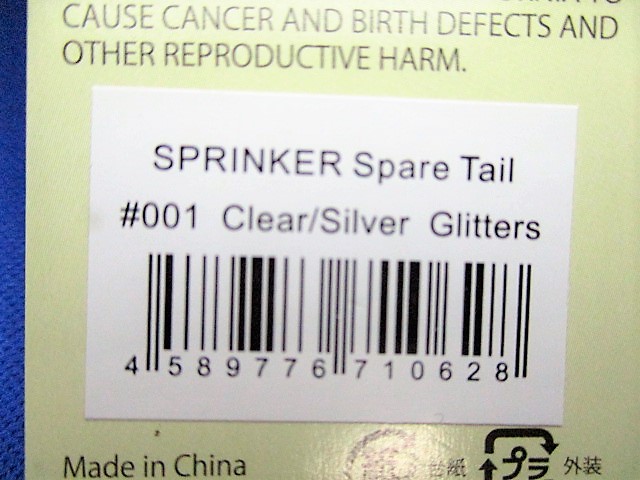 CAUSE CANCER AND BIRTH DEFECTS AND
OTHER REPRODUCTIVE HARM.
SPRINKER Spare Tail
#001 Clear/Silver Glitters
4 589776 710628
Made in China
プラ 外装